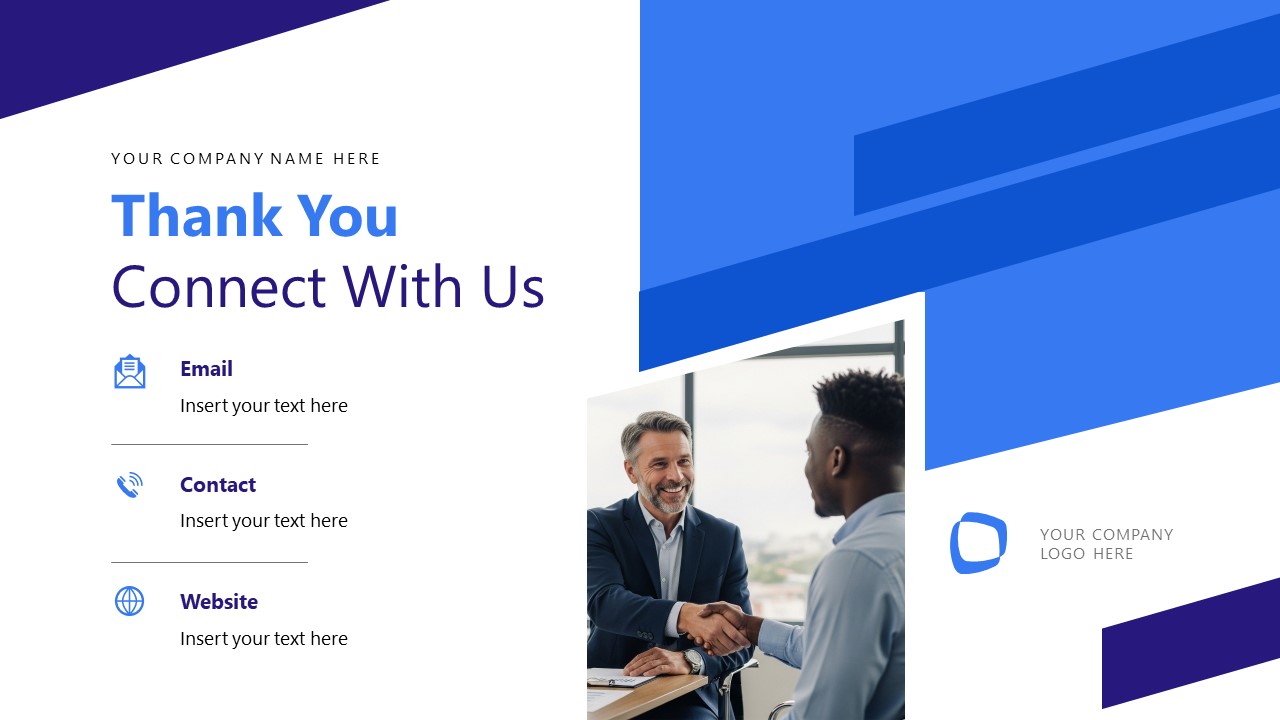 YOUR COMPANY NAME HERE
Thank You
Connect With Us
Email
Insert your text here
Contact
Insert your text here
Website
Insert your text here
YOUR COMPANY
LOGO HERE